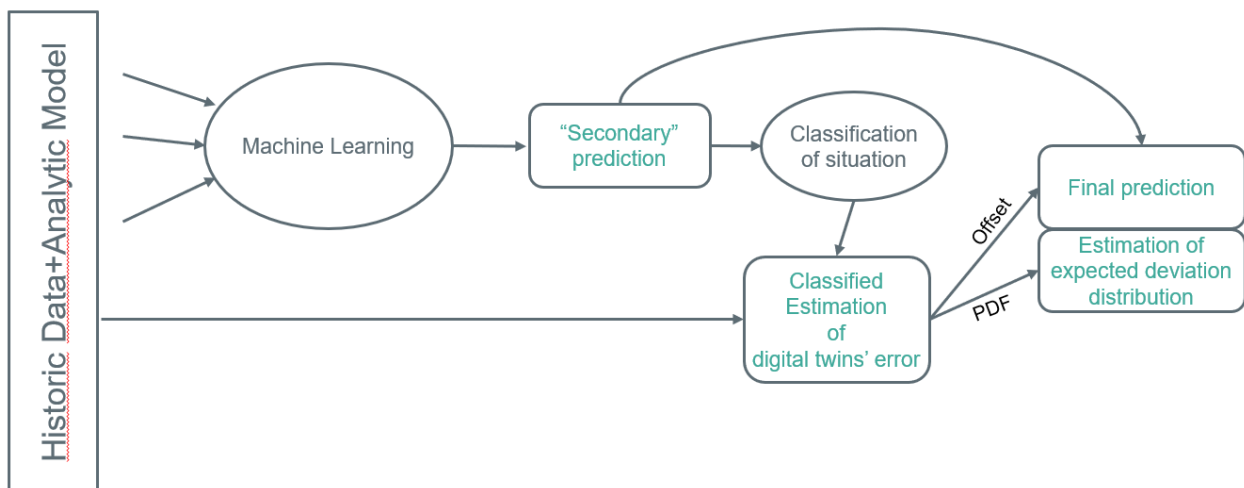 Historic Data+Analytic Model
Machine Learning
“Secondary”
prediction
Classification
of situation
Classified
Estimation
of
digital twins’ error
Offset
PDF
Final prediction
Estimation of
expected deviation
distribution